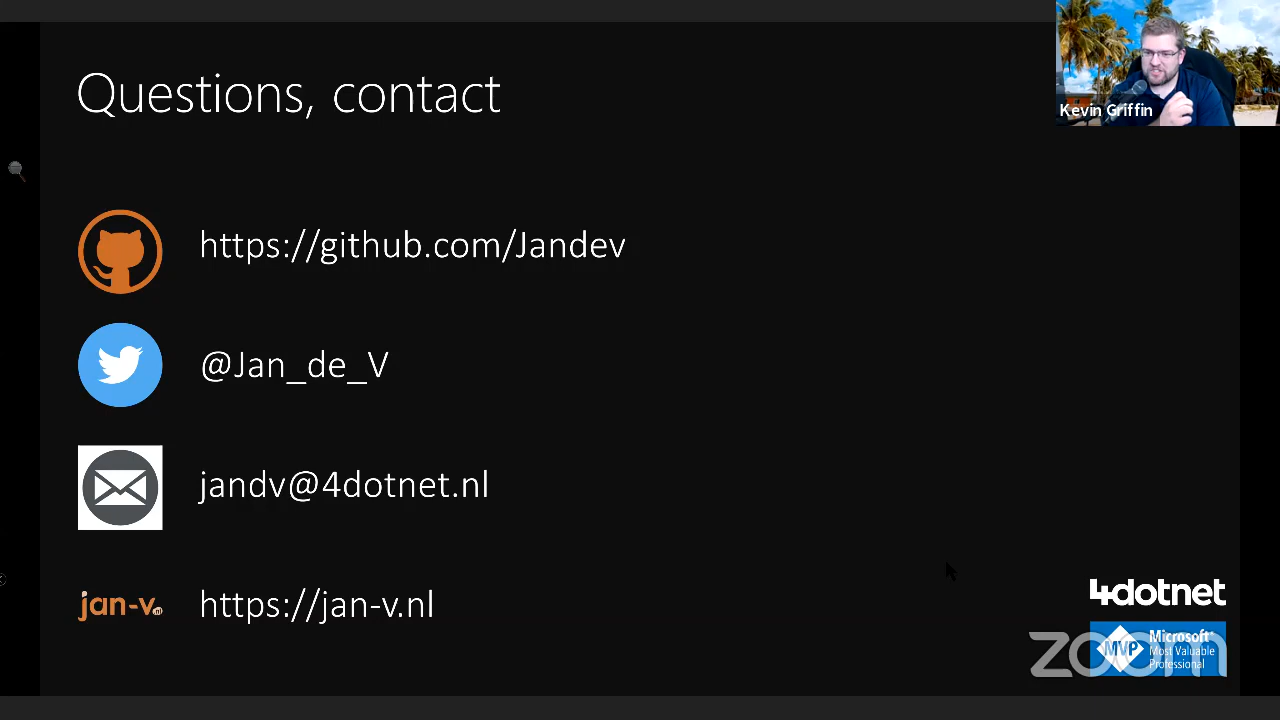 Questions, contact
Kevin Griffin
https://github.com/Jandev
@Jan_de_V
jandv@4dotnet.nl
jan-v.nl
https://jan-v.nl
4dotnet
MVP
Microsoft®
Most Valuable
Professional
zoom